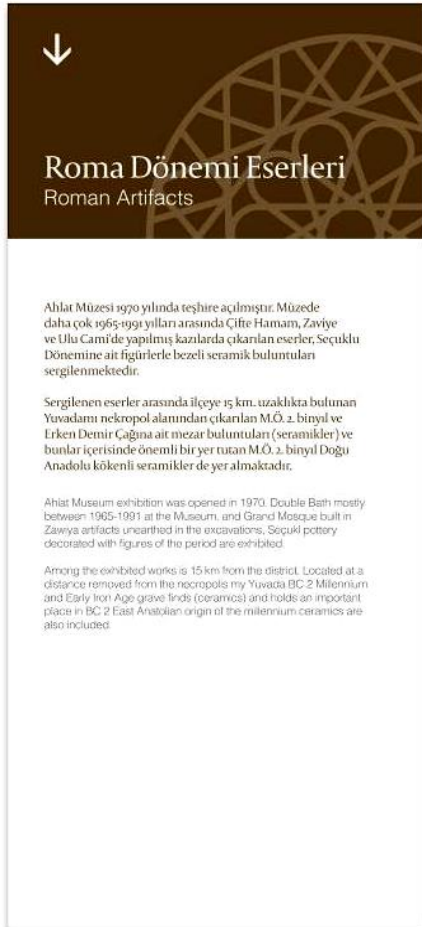 Roma Dönemi Eserleri
Roman Artifacts
Ahlat Müzesi 1970 yılında teşhire açılmıştır. Müzede
daha çok 1965-1991 yılları arasında Çifte Hamam, Zaviye
ve Ulu Cami'de yapılmış kazılarda çıkarılan eserler, Seçuklu
Dönemine ait figürlerle bezeli seramik buluntuları
sergilenmektedir.
Sergilenen eserler arasında ilçeye 15 km. uzaklıkta bulunan
Yuvadamı nekropol alanından çıkarılan M.Ö. 2. binyıl ve
Erken Demir Çağına ait mezar buluntuları (seramikler) ve
bunlar içerisinde önemli bir yer tutan M.Ö. 2. binyıl Doğu
Anadolu kökenli seramikler de yer almaktadır.
Ahlat Museum exhibition was opened in 1970. Double Bath mostly
between 1965-1991 at the Museum, and Grand Mosque built in
Zawiya artifacts unearthed in the excavations, Seçukl pottery
decorated with figures of the period are exhibited.
Among the exhibited works is 15 km from the district. Located at a
distance removed from the necropolis my Yuvada BC 2 Millennium
and Early Iron Age grave finds (ceramics) and holds an important
place in BC 2 East Anatolian origin of the millennium ceramics are
also included.